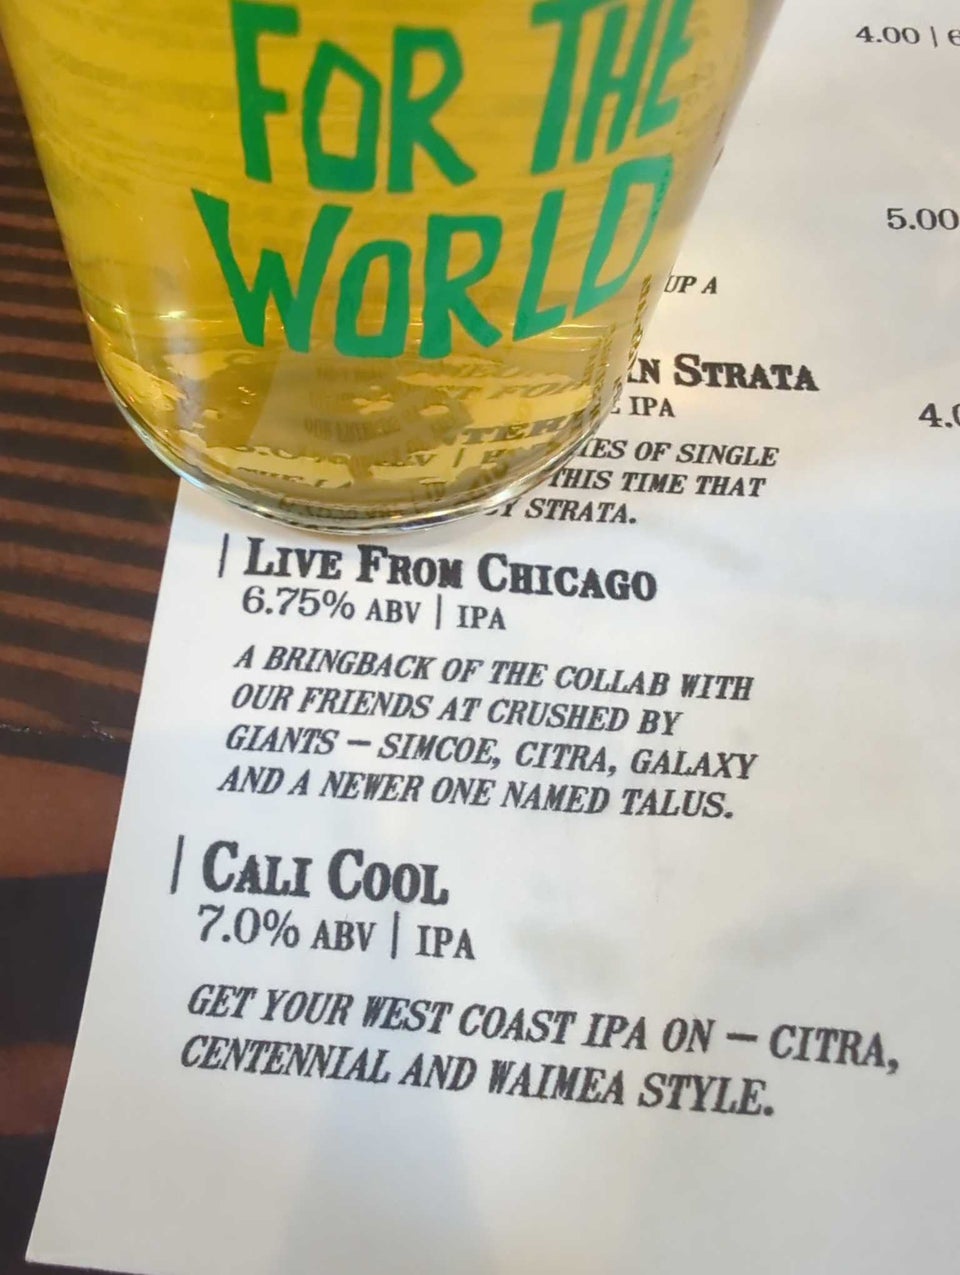 FOR THE
WORLD
4.00 |
5.00
UP A
STRATA
IPA
4.
OF SINGLE
THIS TIME THAT
STRATA.
| LIVE FROM CHICAGO
6.75% ABV | IPA
A BRINGBACK OF THE COLLAB WITH
OUR FRIENDS AT CRUSHED BY
GIANTS – SIMCOE, CITRA, GALAXY
AND A NEWER ONE NAMED TALUS.
| CALI COOL
7.0% ABV | IPA
GET YOUR WEST COAST IPA ON – CITRA,
CENTENNIAL AND WAIMEA STYLE.